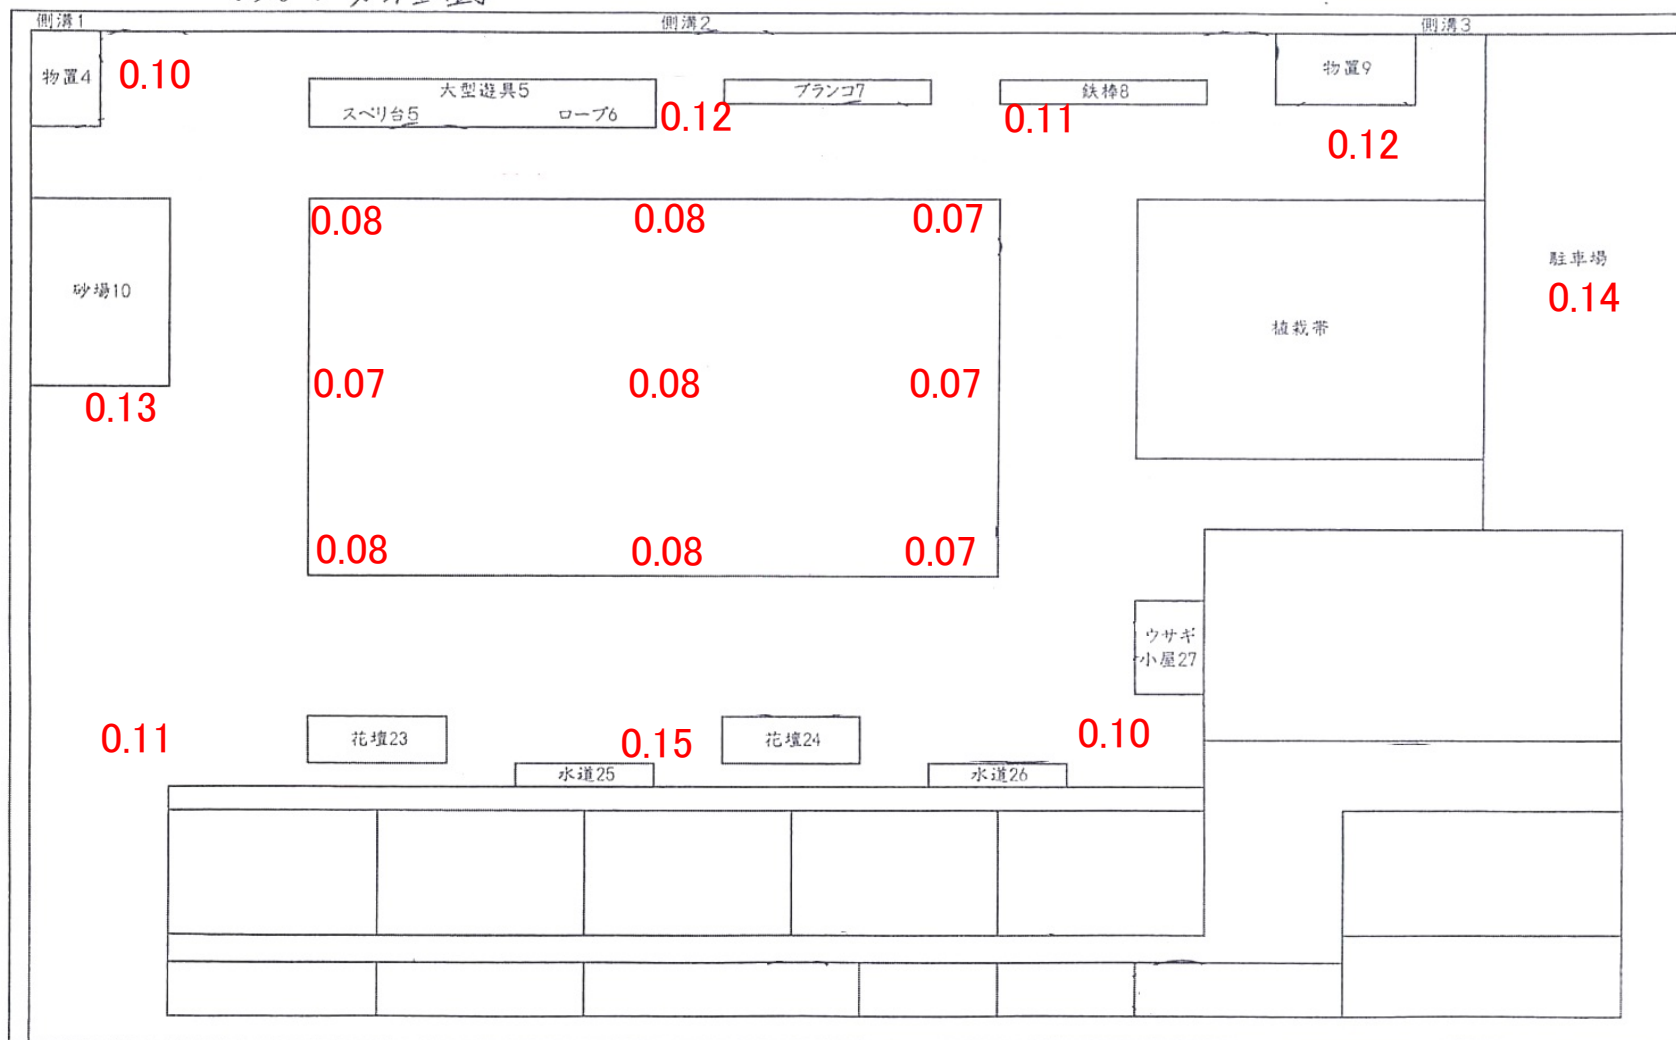 側溝1
側溝2
側溝3
物置4
0.10
大型遊具5
スベリ台5
ロープ6
0.12
ブランコ7
鉄棒8
0.11
物置9
0.12
砂場10
0.13
0.08
0.08
0.07
0.07
0.08
0.07
0.08
0.08
0.07
植栽帯
駐車場
0.14
ウサギ
小屋27
0.11
花壇23
0.15
花壇24
0.10
水道25
水道26